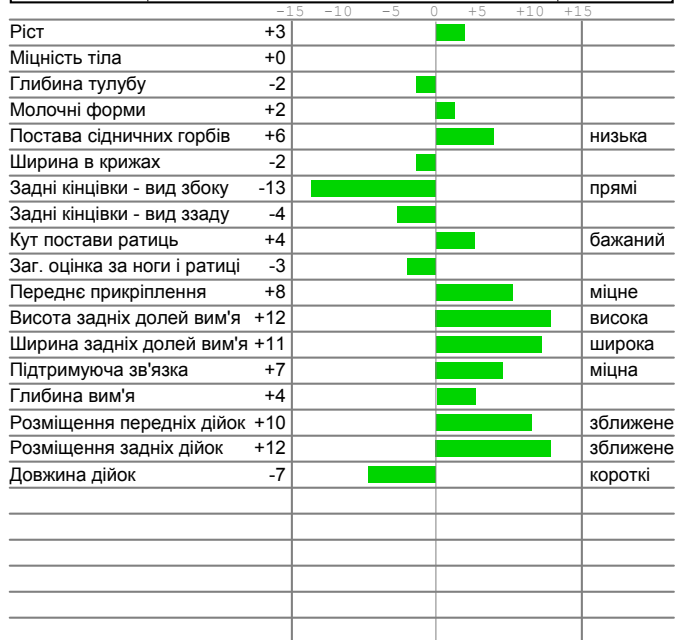 -15 -10 -5 0 +5 +10 +15
Ріст +3
Міцність тіла +0
Глибина тулубу -2
Молочні форми +2
Постава сідничних горбів +6 низька
Ширина в крижах -2
Задні кінцівки - вид збоку -13 прямі
Задні кінцівки - вид ззаду -4
Кут постави ратиць +4 бажаний
Заг. оцінка за ноги і ратиці -3
Переднє прикріплення +8 міцне
Висота задніх долей вим'я +12 висока
Ширина задніх долей вим'я +11 широка
Підтримуюча зв'язка +7 міцна
Глибина вим'я +4
Розміщення передніх дійок +10 зближене
Розміщення задніх дійок +12 зближене
Довжина дійок -7 короткі